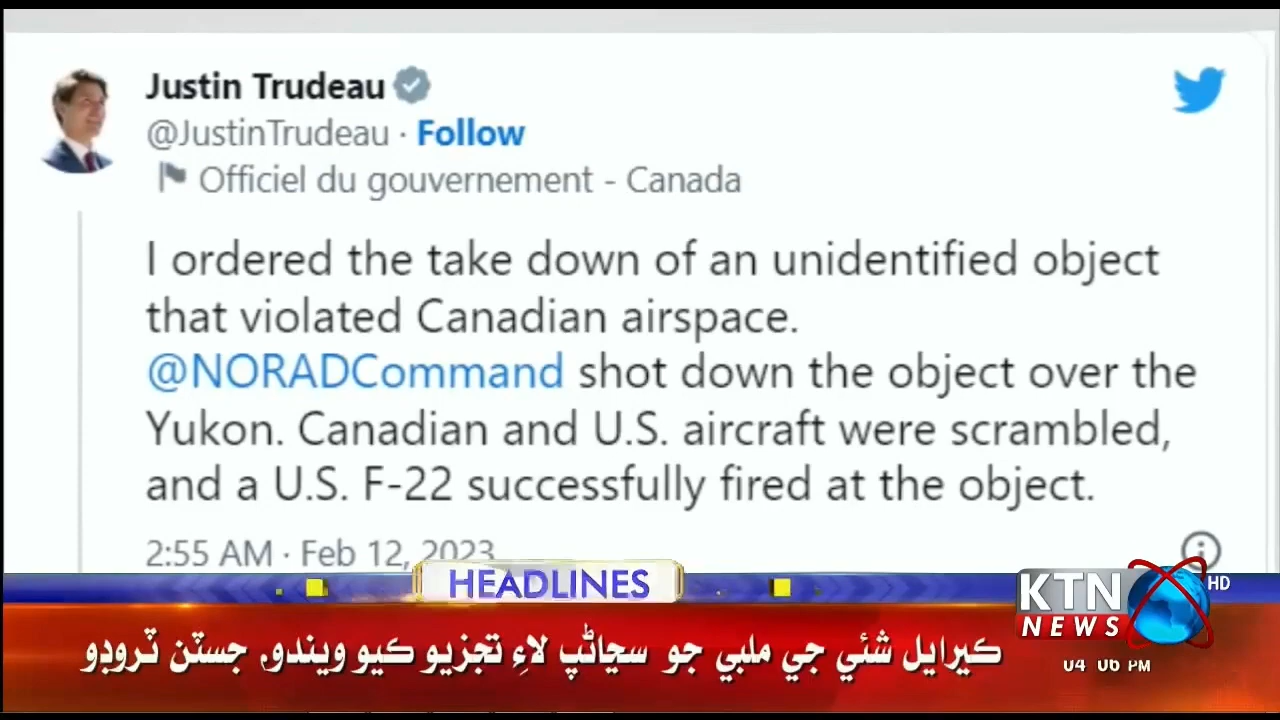 Justin Trudeau
@JustinTrudeau · Follow
Officiel du gouvernement - Canada
I ordered the take down of an unidentified object
that violated Canadian airspace.
@NORADCommand shot down the object over the
Yukon. Canadian and U.S. aircraft were scrambled,
and a U.S. F-22 successfully fired at the object.
2:55 AM · Feb 12, 2023
HEADLINES
KTN HD
NEWS
ڪيرايل شئي جي ملبي جو سڃاڻپ لاءِ تجزيو ڪيو ويندو, جسٽن ٽروڊو
04 06 PM